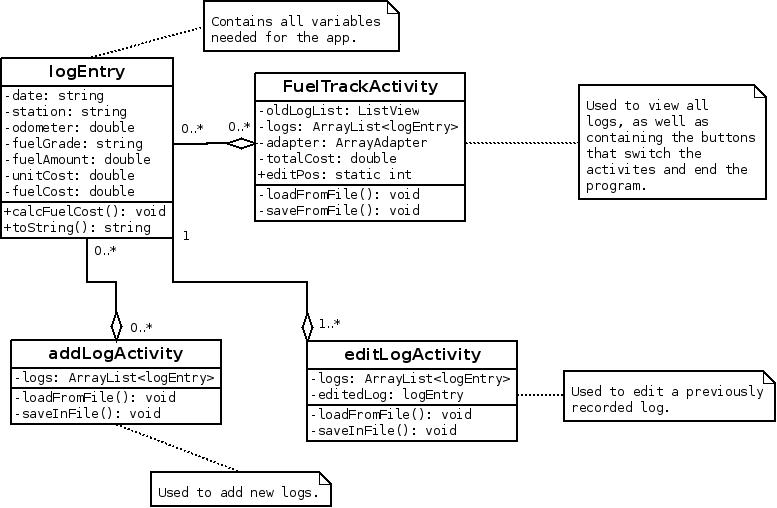 Contains all variables
needed for the app.
logEntry
-date: string
-station: string
-odometer: double
-fuelGrade: string
-fuelAmount: double
-unitCost: double
-fuelCost: double
+calcFuelCost(): void
+toString(): string
0..*
0..*
FuelTrackActivity
-oldLogList: ListView
-logs: ArrayList<logEntry>
-adapter: ArrayAdapter
-totalCost: double
+editPos: static int
-loadFromFile(): void
-saveFromFile(): void
Used to view all
logs, as well as
containing the buttons
that switch the
activites and end the
program.
0..*
1
0..*
1..*
addLogActivity
-logs: ArrayList<logEntry>
-loadFromFile(): void
-saveInFile(): void
editLogActivity
-logs: ArrayList<logEntry>
-editedLog: logEntry
-loadFromFile(): void
-saveInFile(): void
Used to edit a previously
recorded log.
Used to add new logs.